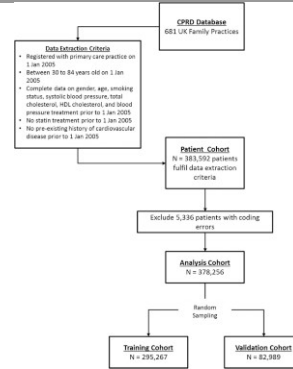 CPRD Database
681 UK Family Practices
Data Extraction Criteria
• Registered with primary care practice on
1 Jan 2005
• Between 30 to 84 years old on 1 Jan
2005
• Complete data on gender, age, smoking
status, systolic blood pressure, total
cholesterol, HDL cholesterol, and blood
pressure treatment prior to 1 Jan 2005
• No statin treatment prior to 1 Jan 2005
• No pre-existing history of cardiovascular
disease prior to 1 Jan 2005
Patient Cohort
N = 383,592 patients
fulfil data extraction
criteria
Exclude 5,336 patients with coding
errors
Analysis Cohort
N = 378,256
Random
Sampling
Training Cohort
N = 295,267
Validation Cohort
N = 82,989